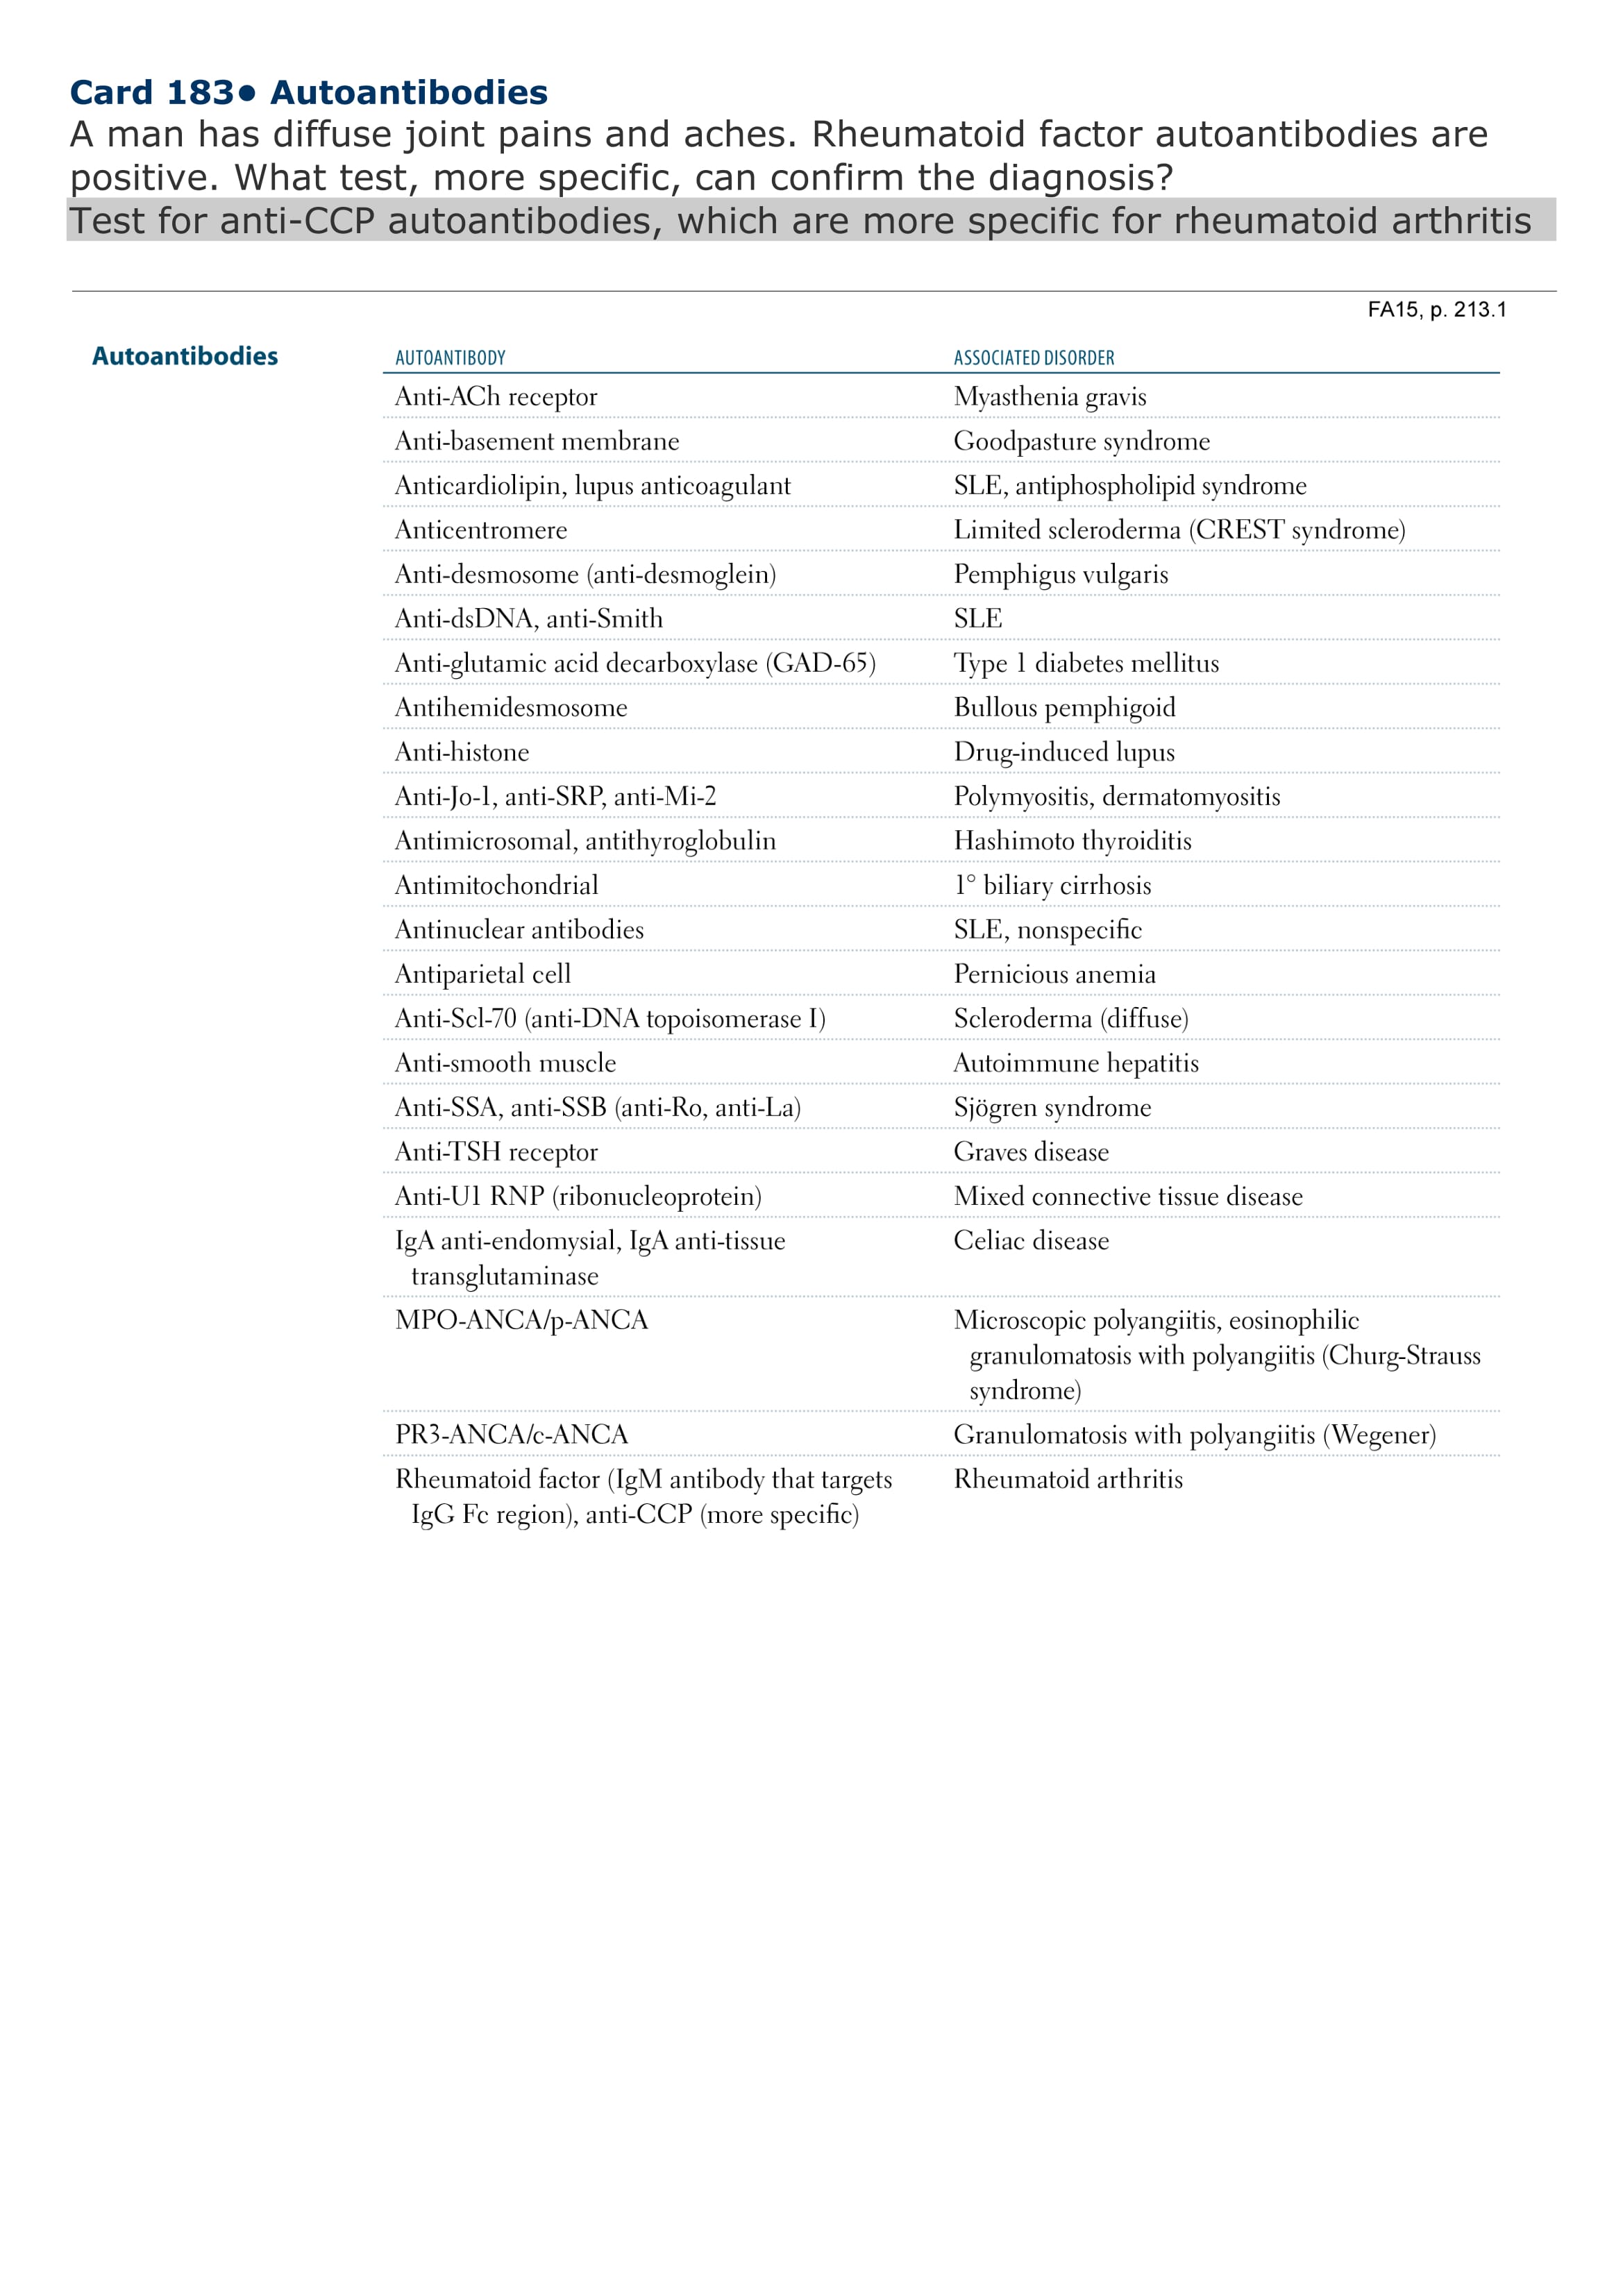 Card 183• Autoantibodies
A man has diffuse joint pains and aches. Rheumatoid factor autoantibodies are
positive. What test, more specific, can confirm the diagnosis?
Test for anti-CCP autoantibodies, which are more specific for rheumatoid arthritis
FA15, p. 213.1
Autoantibodies AUTOANTIBODY ASSOCIATED DISORDER
Anti-ACh receptor Myasthenia gravis
Anti-basement membrane Goodpasture syndrome
Anticardiolipin, lupus anticoagulant SLE, antiphospholipid syndrome
Anticentromere Limited scleroderma (CREST syndrome)
Anti-desmosome (anti-desmoglein) Pemphigus vulgaris
Anti-dsDNA, anti-Smith SLE
Anti-glutamic acid decarboxylase (GAD-65) Type 1 diabetes mellitus
Antihemidesmosome Bullous pemphigoid
Anti-histone Drug-induced lupus
Anti-Jo-1, anti-SRP, anti-Mi-2 Polymyositis, dermatomyositis
Antimicrosomal, antithyroglobulin Hashimoto thyroiditis
Antimitochondrial 1° biliary cirrhosis
Antinuclear antibodies SLE, nonspecific
Antiparietal cell Pernicious anemia
Anti-Scl-70 (anti-DNA topoisomerase I) Scleroderma (diffuse)
Anti-smooth muscle Autoimmune hepatitis
Anti-SSA, anti-SSB (anti-Ro, anti-La) Sjögren syndrome
Anti-TSH receptor Graves disease
Anti-U1 RNP (ribonucleoprotein) Mixed connective tissue disease
IgA anti-endomysial, IgA anti-tissue Celiac disease
transglutaminase
MPO-ANCA/p-ANCA Microscopic polyangiitis, eosinophilic
granulomatosis with polyangiitis (Churg-Strauss
syndrome)
PR3-ANCA/c-ANCA Granulomatosis with polyangiitis (Wegener)
Rheumatoid factor (IgM antibody that targets Rheumatoid arthritis
IgG Fc region), anti-CCP (more specific)